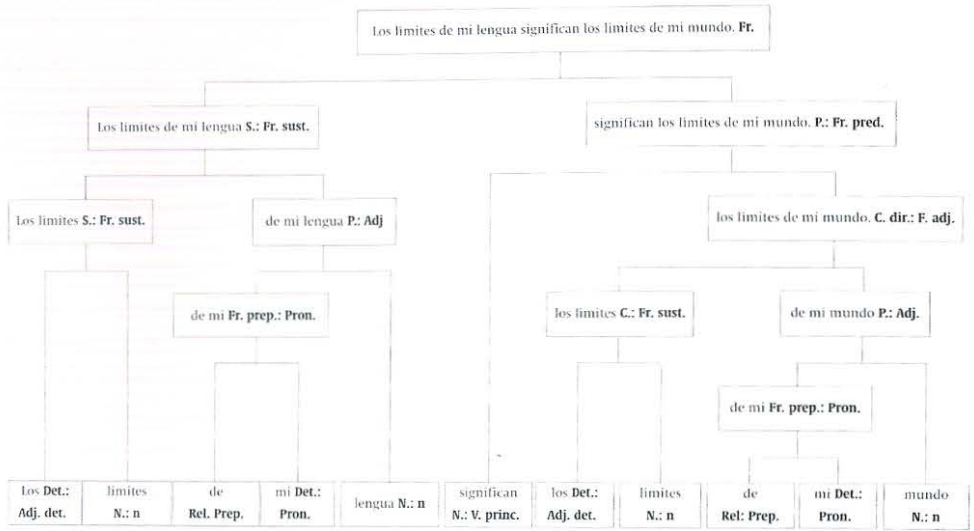 Los limites de mi lengua significan los limites de mi mundo. Fr.
Los limites de mi lengua S.: Fr. sust.
significan los limites de mi mundo. P.: Fr. pred.
Los limites S.: Fr. sust.
de mi lengua P.: Adj
los limites de mi mundo. C. dir.: F. adj.
de mi Fr. prep.: Pron.
los limites C.: Fr. sust.
de mi mundo P.: Adj.
de mi Fr. prep.: Pron.
Los Det.:
Adj. det.
limites
N.: n
de
Rel. Prep.
mi Det.:
Pron.
lengua N.: n
significan
N.: V. princ.
los Det.:
Adj. det.
limites
N.: n
de
Rel: Prep.
mi Det.:
Pron.
mundo
N.: n